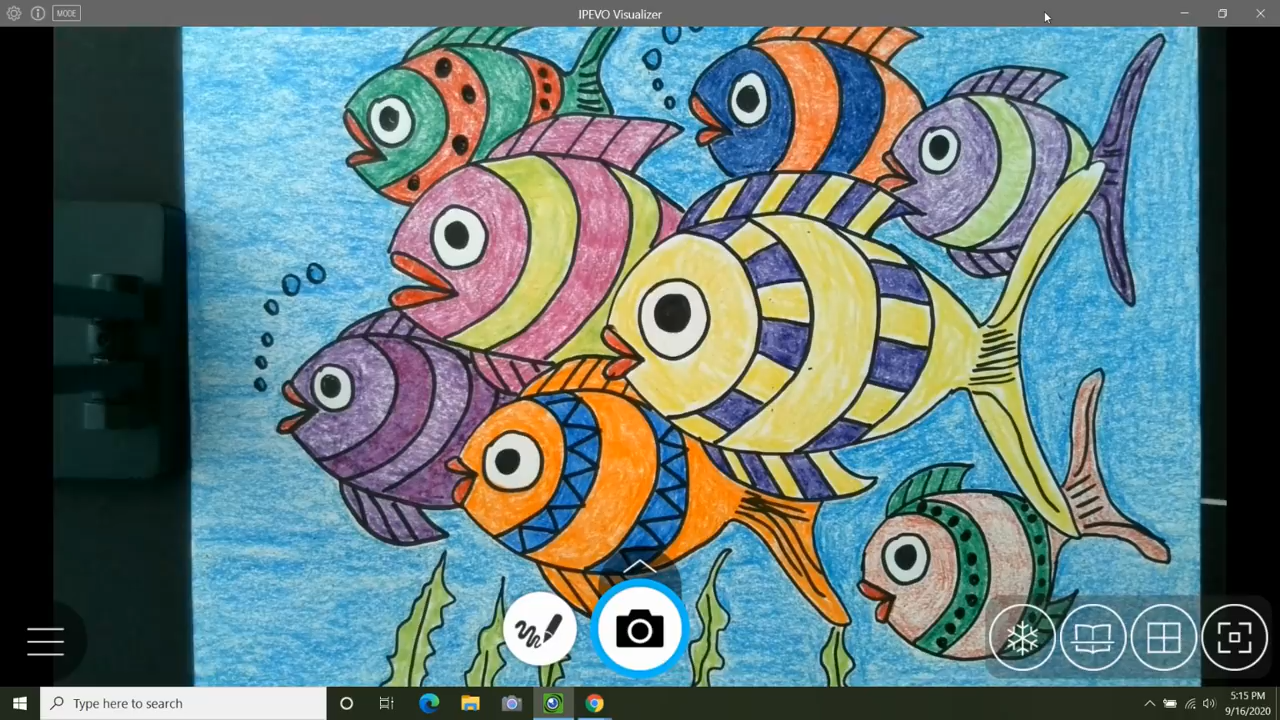 MODE
IPEVO Visualizer
Type here to search
5:15 PM
9/16/2020